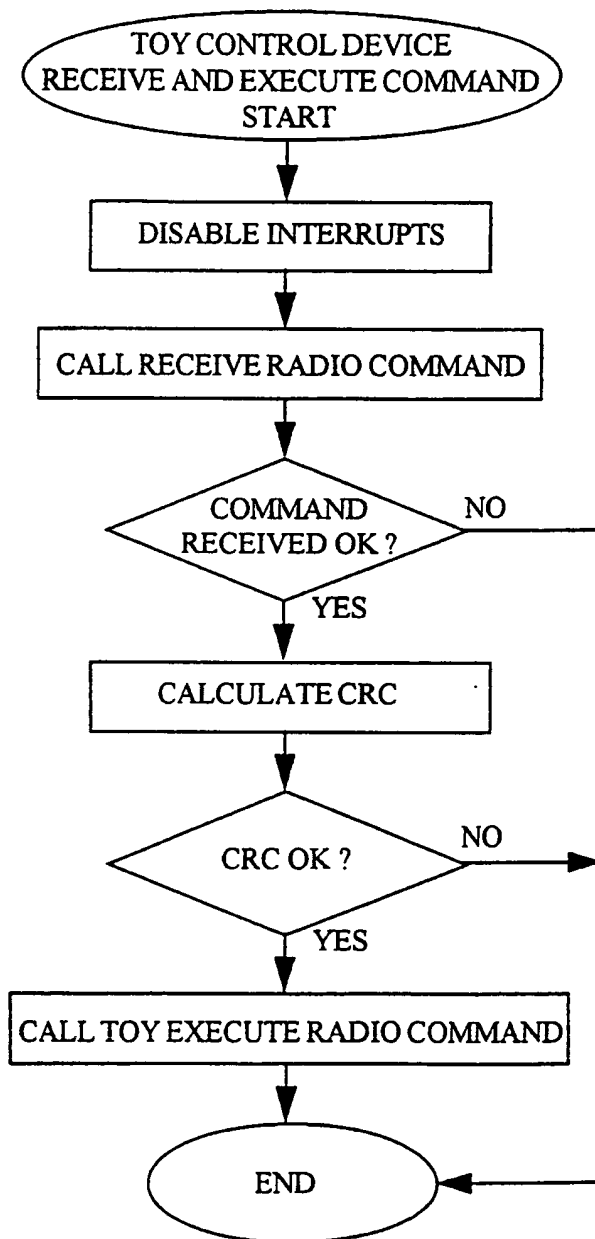 TOY CONTROL DEVICE
RECEIVE AND EXECUTE COMMAND
START
DISABLE INTERRUPTS
CALL RECEIVE RADIO COMMAND
COMMAND
RECEIVED OK ?
NO
YES
CALCULATE CRC
CRC OK ?
NO
YES
CALL TOY EXECUTE RADIO COMMAND
END